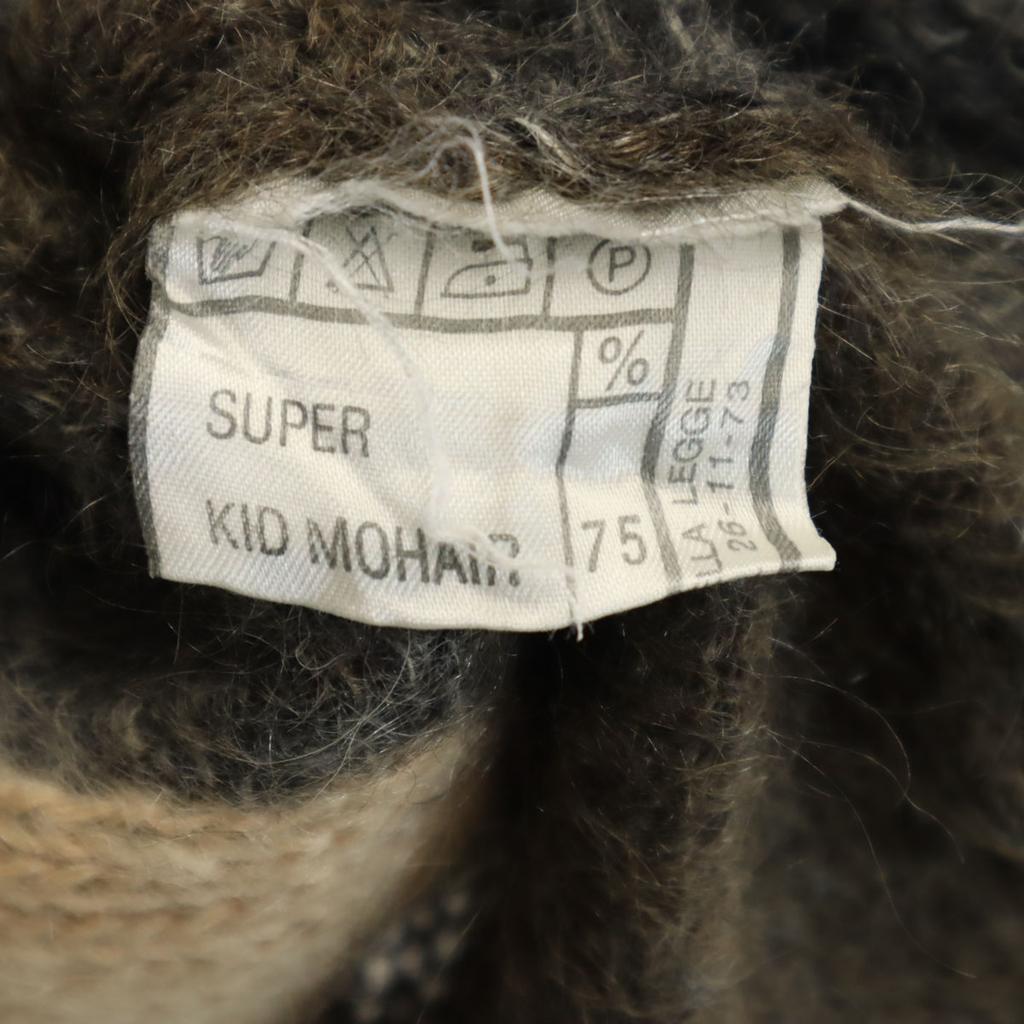 P
%
SUPER
KID MOHAIR
75
LLA LEGGE
26-11-73